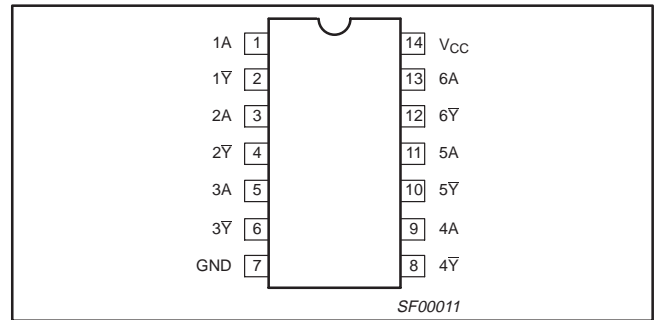 1A 1 14 V_CC
1Y̅ 2 13 6A
2A 3 12 6Y̅
2Y̅ 4 11 5A
3A 5 10 5Y̅
3Y̅ 6 9 4A
GND 7 8 4Y̅
SF00011